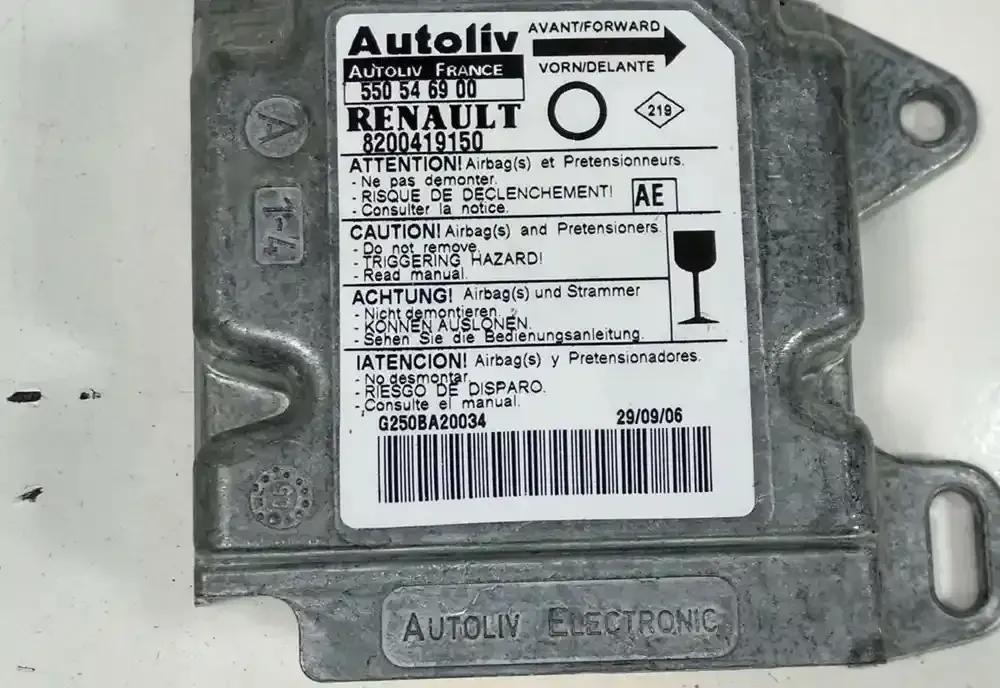 Autoliv
AVANT/FORWARD
AUTOLIV FRANCE
VORN/DELANTE
550 54 69 00
RENAULT
219
8200419150
ATTENTION! Airbag(s) et Pretensionneurs.
- Ne pas demonter.
- RISQUE DE DECLENCHEMENT!
- Consulter la notice.
AE
CAUTION! Airbag(s) and Pretensioners.
- Do not remove.
- TRIGGERING HAZARD!
- Read manual.
ACHTUNG! Airbag(s) und Strammer
- Nicht demontieren.
- KONNEN AUSLONEN.
- Sehen Sie die Bedienungsanleitung.
IATENCION! Airbag(s) y Pretensionadores.
- No desmontar.
- RIESGO DE DISPARO.
- Consulte el manual.
G250BA20034
29/09/06
A
1-4
AUTOLIV ELECTRONIC